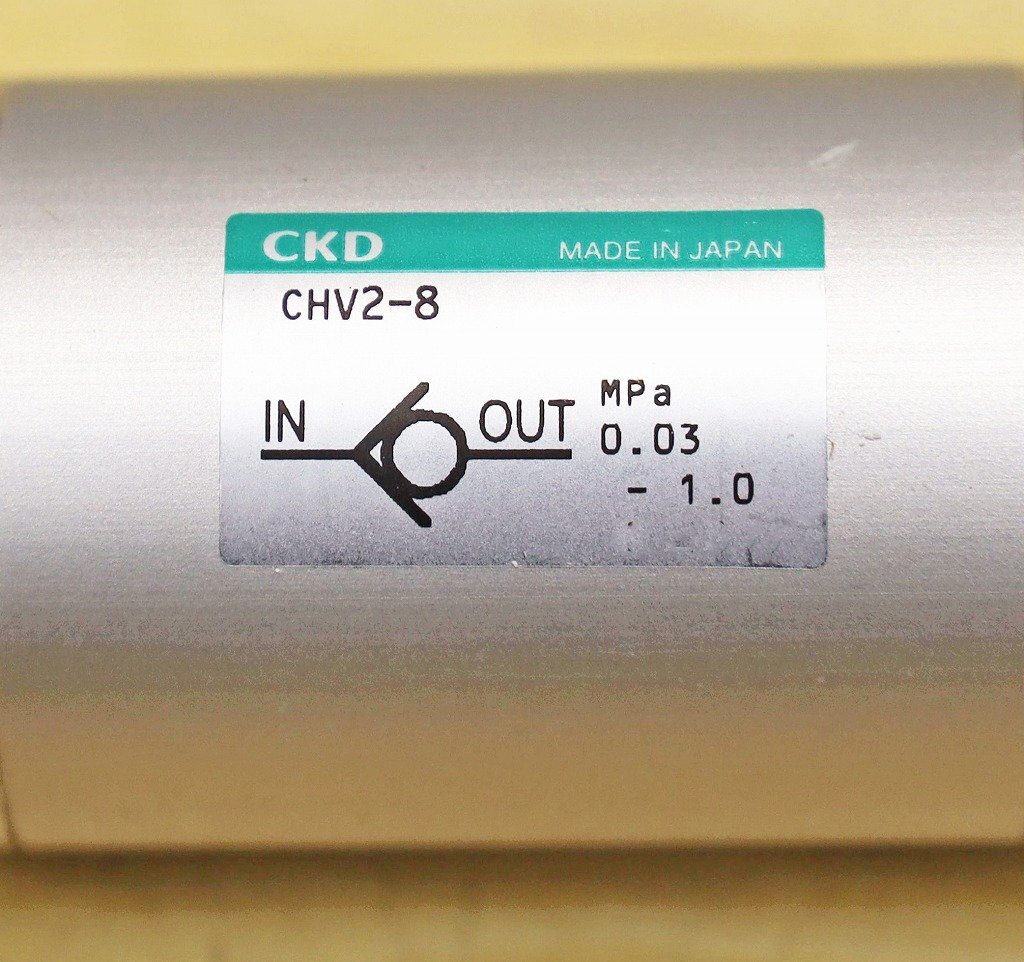 CKD MADE IN JAPAN
CHV2-8
IN OUT MPa
0.03
- 1.0